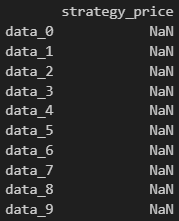 strategy_price
data_0 NaN
data_1 NaN
data_2 NaN
data_3 NaN
data_4 NaN
data_5 NaN
data_6 NaN
data_7 NaN
data_8 NaN
data_9 NaN